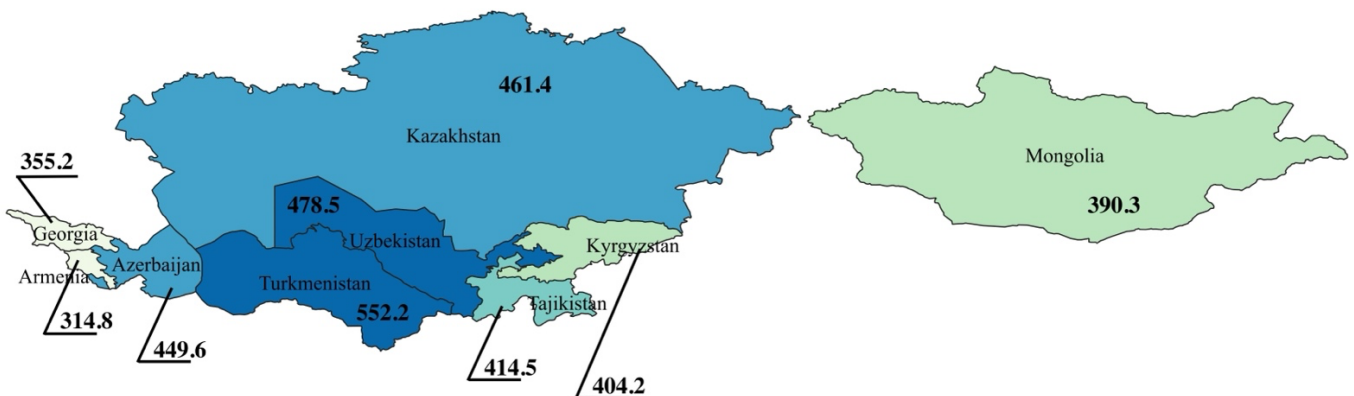 461.4
Kazakhstan
355.2
Mongolia
478.5
390.3
Georgia
Uzbekistan
Kyrgyzstan
Armenia
Azerbaijan
Turkmenistan
Tajikistan
552.2
314.8
449.6
414.5
404.2